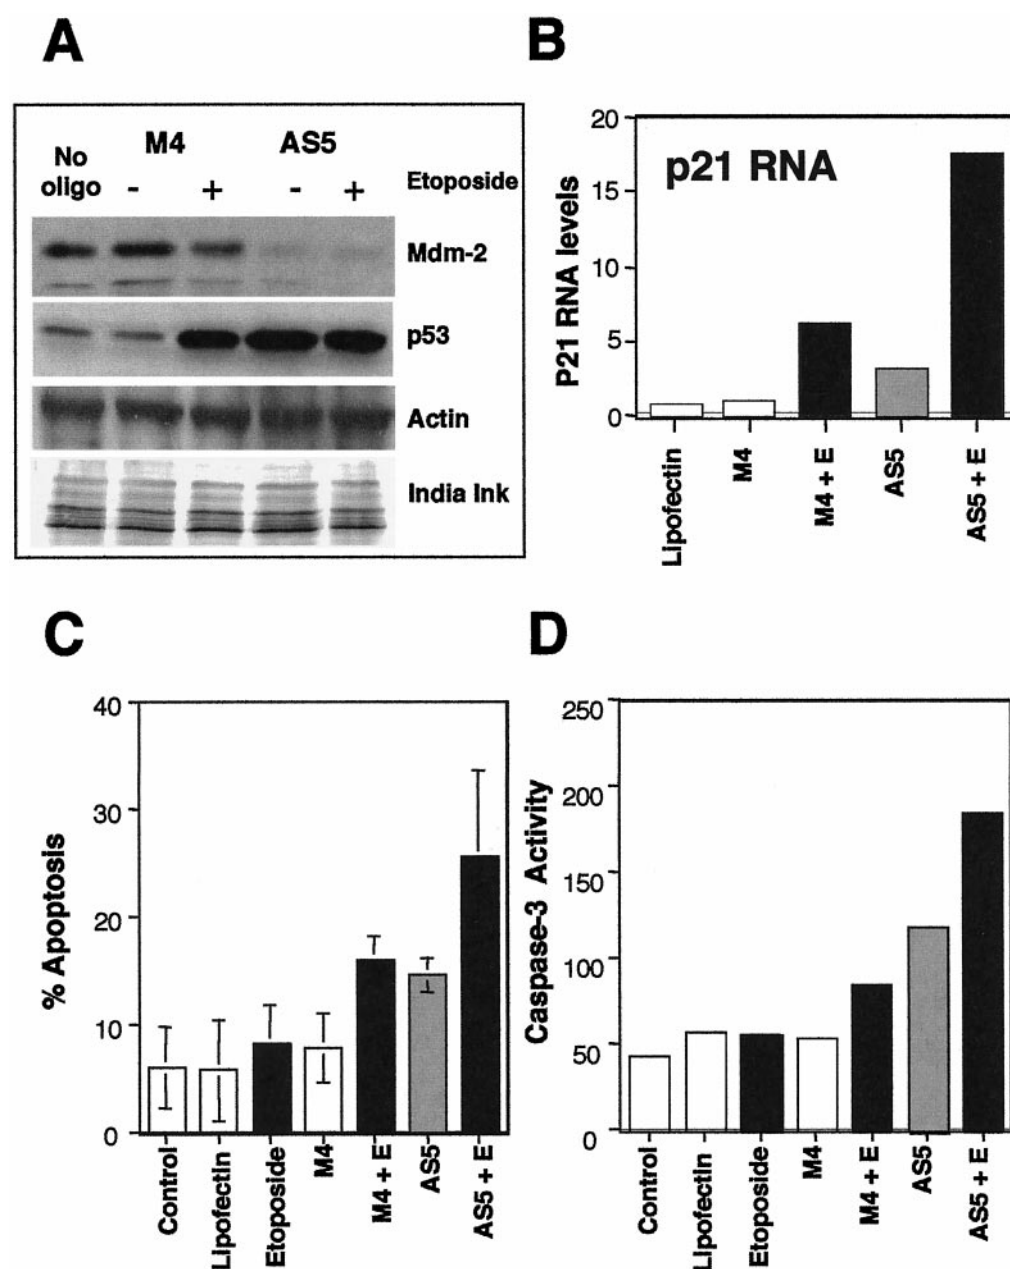 A
No
oligo
M4
AS5
- + - +
Etoposide
Mdm-2
p53
Actin
India Ink
B
p21 RNA
P21 RNA levels
20
15
10
5
0
Lipofectin
M4
M4 + E
AS5
AS5 + E
C
% Apoptosis
40
30
20
10
0
Control
Lipofectin
Etoposide
M4
M4 + E
AS5
AS5 + E
D
Caspase-3 Activity
250
200
150
100
50
0
Control
Lipofectin
Etoposide
M4
M4 + E
AS5
AS5 + E